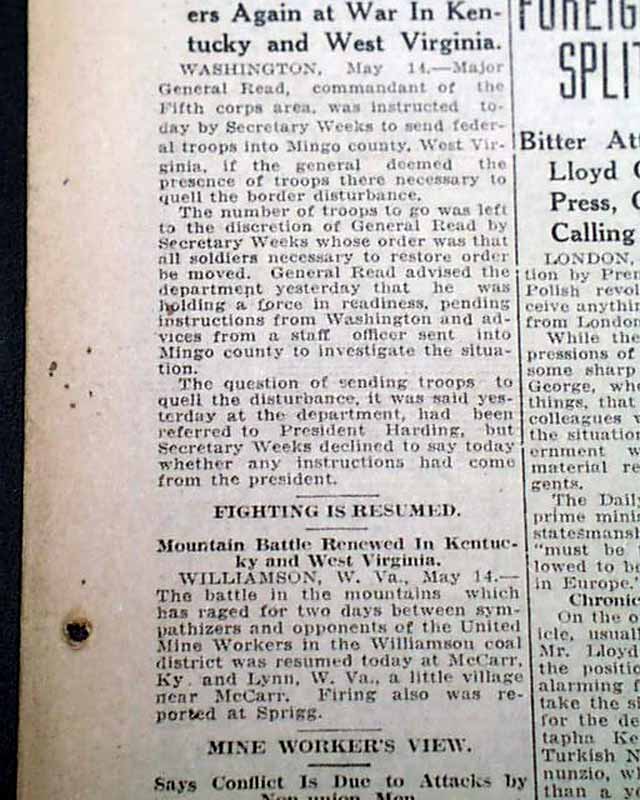 ers Again at War In Ken-
tucky and West Virginia.
WASHINGTON, May 14.—Major
General Read, commandant of the
Fifth corps area, was instructed to-
day by Secretary Weeks to send feder-
al troops into Mingo county, West Vir-
ginia, if the general deemed the
presence of troops there necessary to
quell the border disturbance.
The number of troops to go was left
to the discretion of General Read by
Secretary Weeks whose order was that
all soldiers necessary to restore order
be moved. General Read advised the
department yesterday that he was
holding a force in readiness, pending
instructions from Washington and ad-
vices from a staff officer sent into
Mingo county to investigate the situa-
tion.
The question of sending troops to
quell the disturbance, it was said yes-
terday at the department, had been
referred to President Harding, but
Secretary Weeks declined to say today
whether any instructions had come
from the president.
FIGHTING IS RESUMED.
Mountain Battle Renewed In Kentuc-
ky and West Virginia.
WILLIAMSON, W. Va., May 14.—
The battle in the mountains which
has raged for two days between sym-
pathizers and opponents of the United
Mine Workers in the Williamson coal
district was resumed today at McCarr,
Ky. and Lynn, W. Va., a little village
near McCarr. Firing also was re-
ported at Sprigg.
MINE WORKER'S VIEW.
Says Conflict Is Due to Attacks by
Non-union Men.
FOREIG
SPLIT
Bitter Att
Lloyd G
Press, C
Calling
LONDON,
tion by Prem
Polish revol
ceive anythin
from London
While the
pressions of
some sharp
George, who
things, that
colleagues w
the situation
ernment w
material re
gents.
The Daily
prime minis
statesmanshi
"must be
lowed to be
in Europe."
Chronic
On the o
icle, usuall
Mr. Lloyd
the positio
alarming f
take the si
for the de
tapha Ke
Turkish N
nunzio, w
than a y